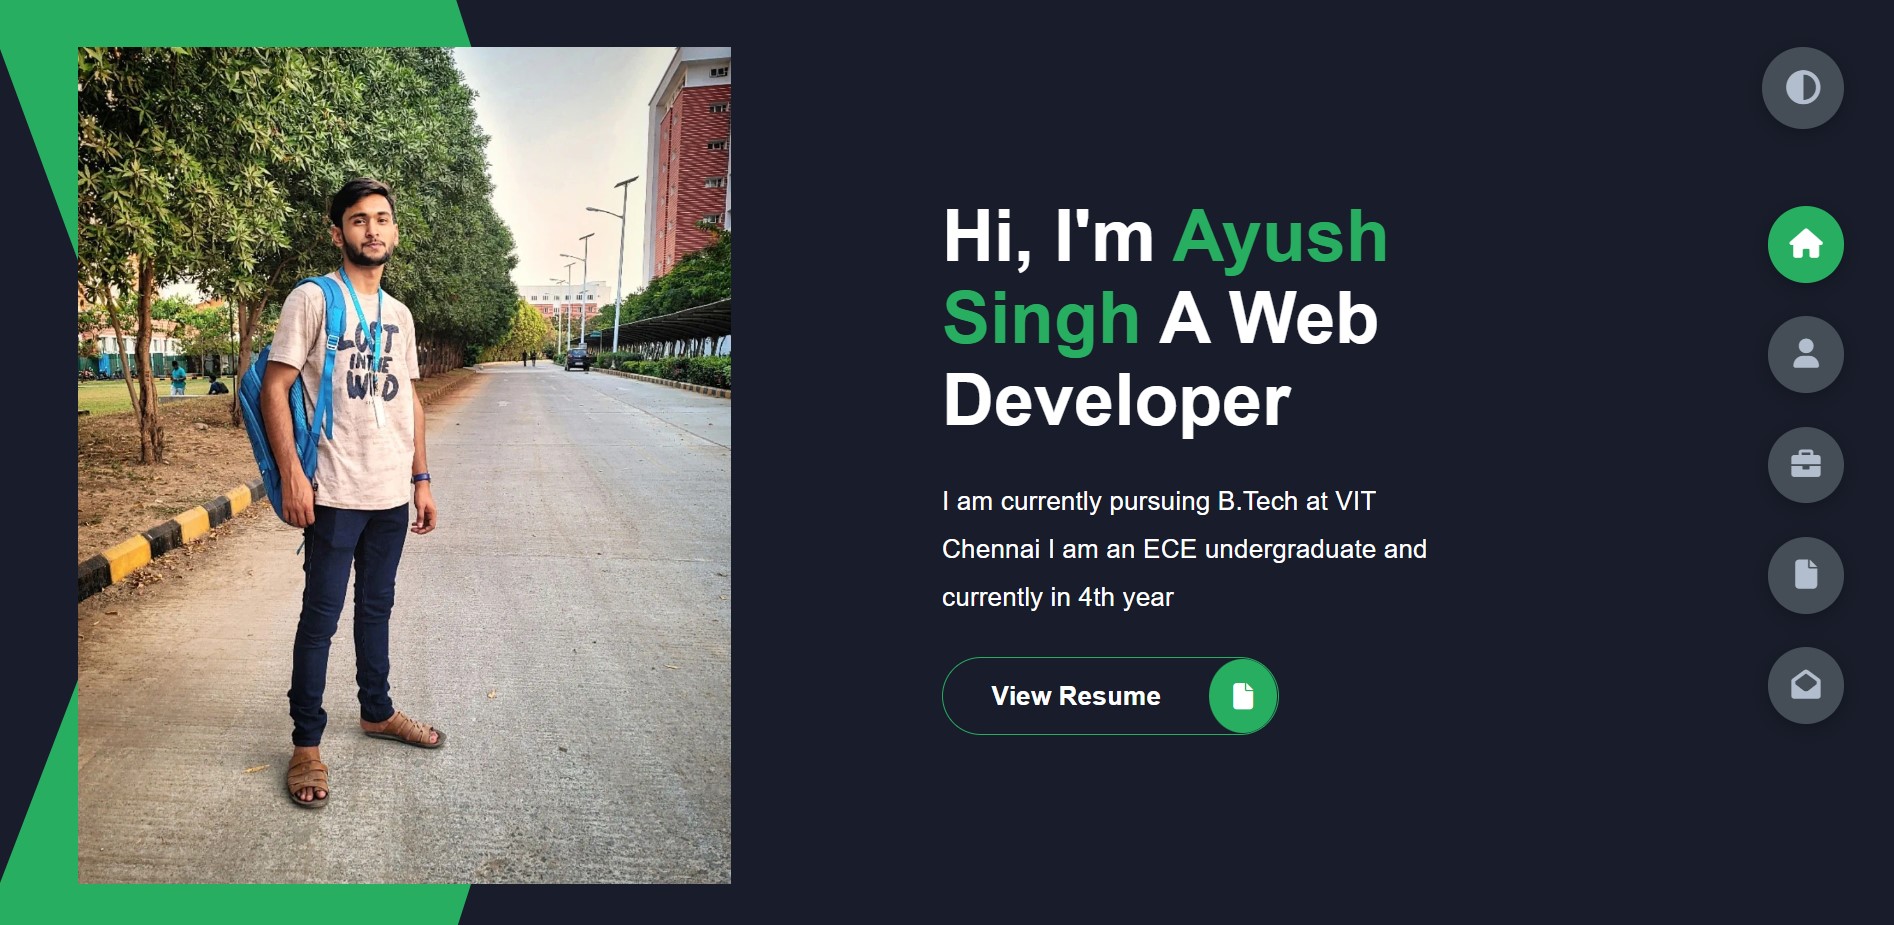 LOST
IN THE
WILD
Hi, I'm Ayush
Singh A Web
Developer
I am currently pursuing B.Tech at VIT
Chennai I am an ECE undergraduate and
currently in 4th year
View Resume